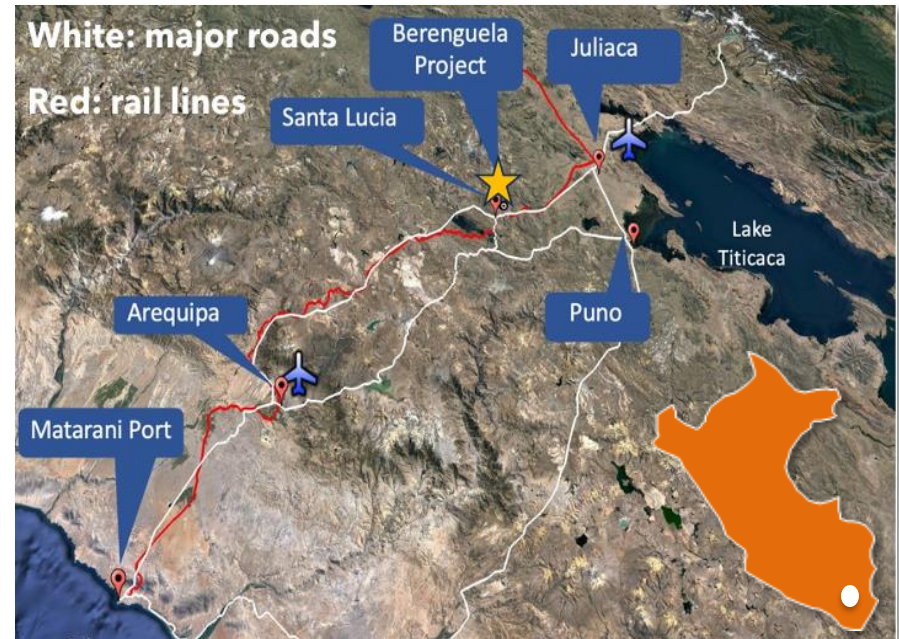 White: major roads
Red: rail lines
Berenguela
Project
Juliaca
Santa Lucia
Lake
Titicaca
Arequipa
Puno
Matarani Port